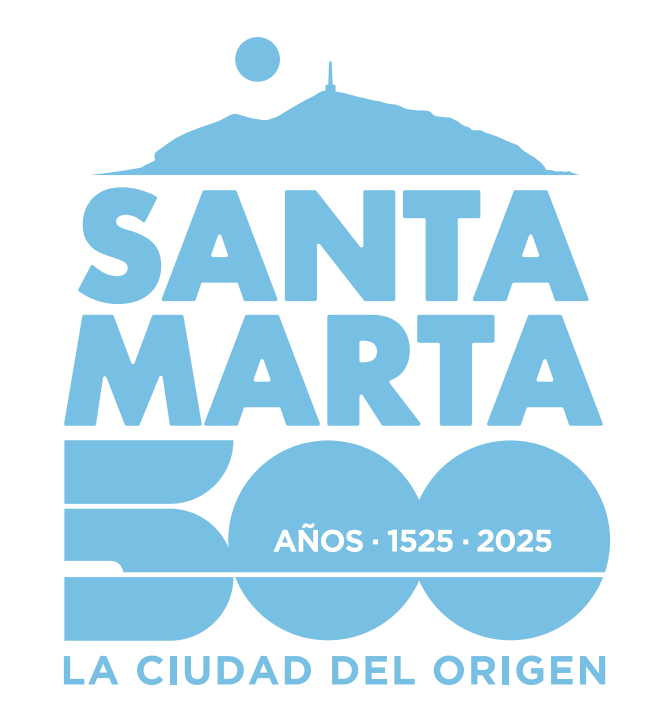 SANTA
MARTA
500
AÑOS · 1525 · 2025
LA CIUDAD DEL ORIGEN